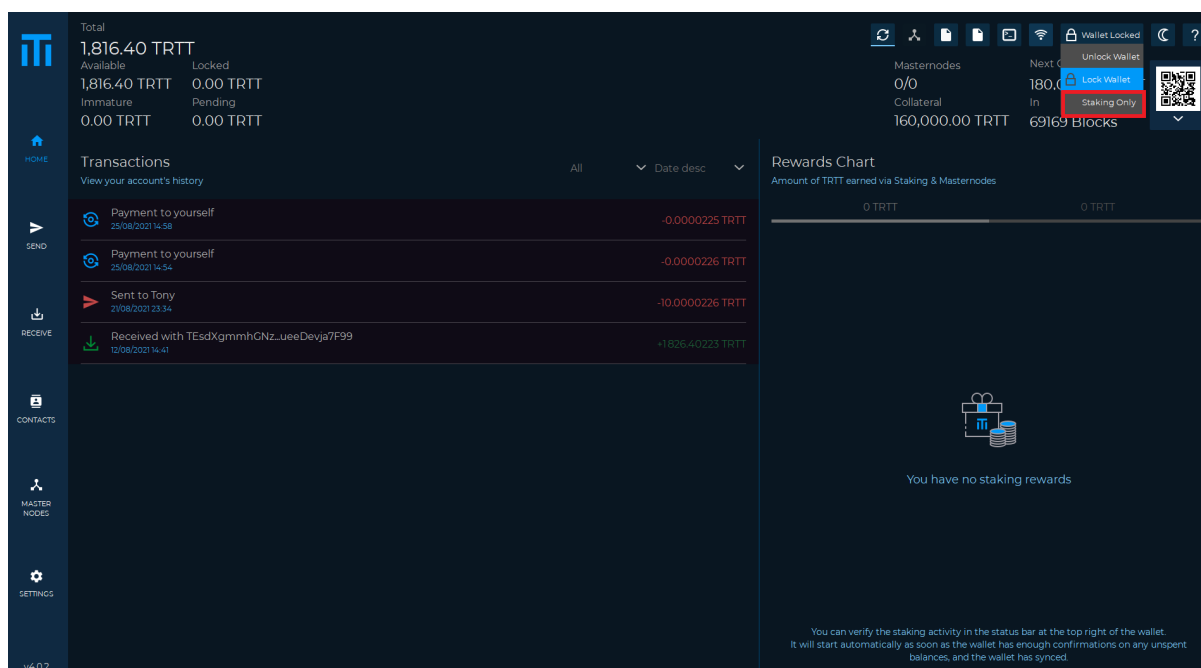 Total
1,816.40 TRTT
Available Locked
1,816.40 TRTT 0.00 TRTT
Immature Pending
0.00 TRTT 0.00 TRTT
Wallet Locked ?
Unlock Wallet
Lock Wallet
Staking Only
Masternodes Next
0/0 180.
Collateral In
160,000.00 TRTT 69169 Blocks
HOME
SEND
RECEIVE
CONTACTS
MASTER
NODES
SETTINGS
v4.0.2
Transactions
View your account's history
All Date desc
Payment to yourself
25/08/2021 14:58
-0.0000225 TRTT
Payment to yourself
25/08/2021 14:54
-0.0000226 TRTT
Sent to Tony
21/08/2021 23:34
-10.0000226 TRTT
Received with TEsdXgmmhGNz...ueeDevja7F99
12/08/2021 14:41
+1826.40223 TRTT
Rewards Chart
Amount of TRTT earned via Staking & Masternodes
0 TRTT 0 TRTT
You have no staking rewards
You can verify the staking activity in the status bar at the top right of the wallet.
It will start automatically as soon as the wallet has enough confirmations on any unspent
balances, and the wallet has synced.